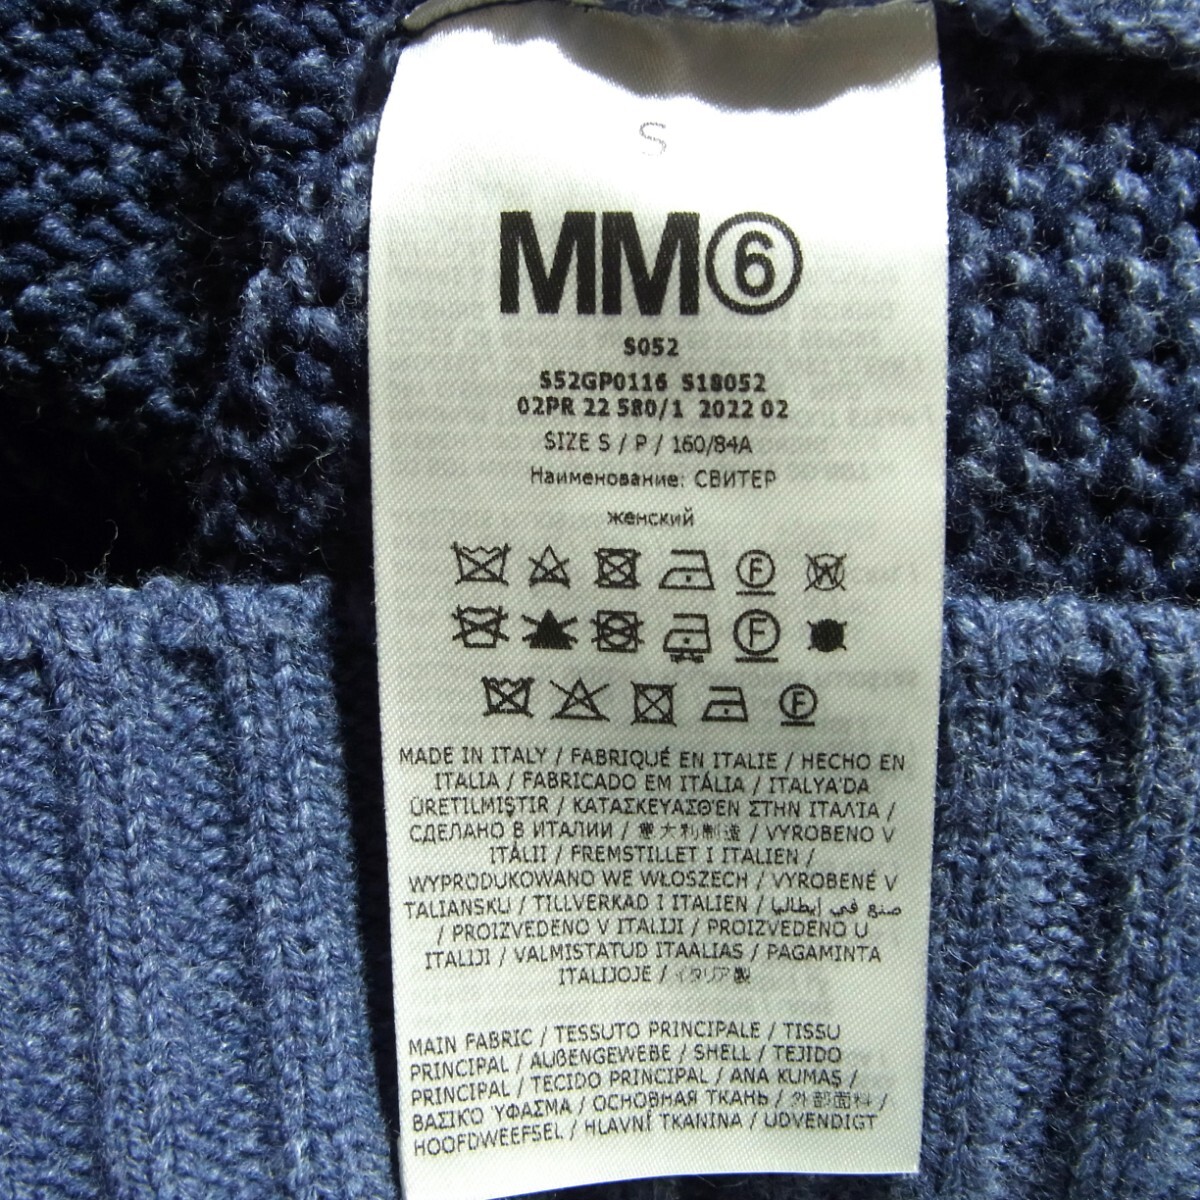 S
MM⑥
S052
S52GP0116 S18052
02PR 22 580/1 2022 02
SIZE S / P / 160/84A
Наименование: СВИТЕР
женский
F W
F
F
MADE IN ITALY / FABRIQUÉ EN ITALIE / HECHO EN
ITALIA / FABRICADO EM ITÁLIA / ITALYA'DA
ÜRETILMIŞTIR / ΚΑΤΑΣΚΕΥΑΣΘ'ΕΝ ΣΤΗΝ ΙΤΑΛΊΑ /
СДЕЛАНО В ИТАЛИИ / 意大利制造 / VYROBENO V
ITÁLII / FREMSTILLET I ITALIEN /
WYPRODUKOWANO WE WŁOSZECH / VYROBENÉ V
TALIANSKU / TILLVERKAD I ITALIEN / صنع في إيطاليا
/ PROIZVEDENO V ITALIJI / PROIZVEDENO U
ITALIJI / VALMISTATUD ITAALIAS / PAGAMINTA
ITALIJOJE / イタリア製
MAIN FABRIC / TESSUTO PRINCIPALE / TISSU
PRINCIPAL / AUßENGEWEBE / SHELL / TEJIDO
PRINCIPAL / TECIDO PRINCIPAL / ANA KUMAŞ /
ΒΑΣΙΚΟ 'ΥΦΑΣΜΑ / ОСНОВНАЯ ТКАНЬ / 外部面料 /
HOOFDWEEFSEL / HLAVNÍ TKANINA / UDVENDIGT